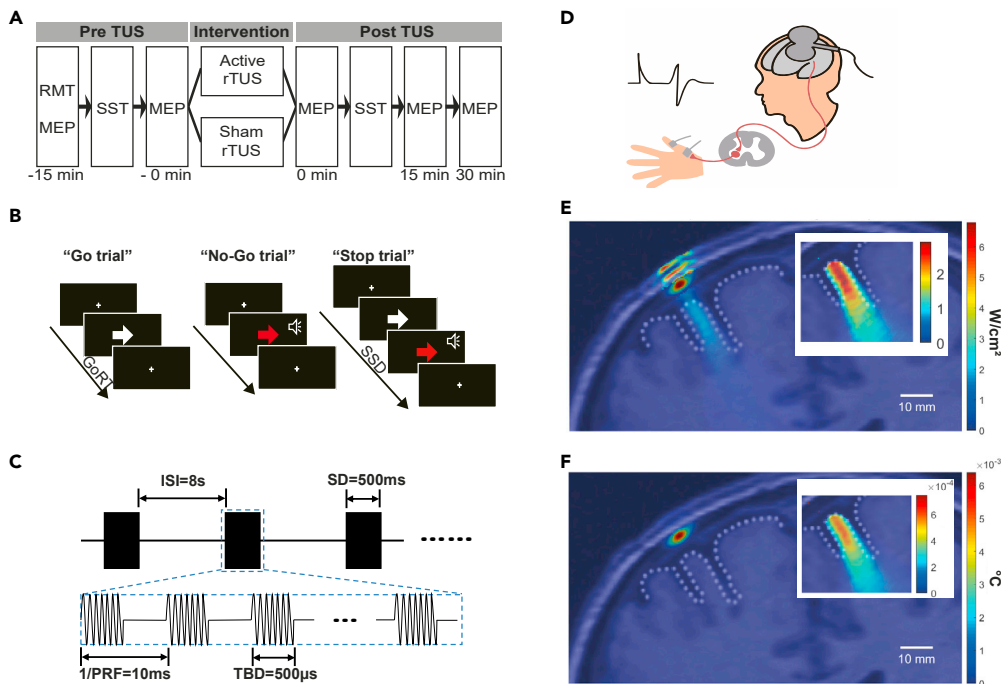 A
Pre TUS
Intervention
Post TUS
RMT
MEP
SST
MEP
Active
rTUS
Sham
rTUS
MEP
SST
MEP
MEP
-15 min
- 0 min
0 min
15 min
30 min
B
“Go trial”
“No-Go trial”
“Stop trial”
GoRT
SSD
C
ISI=8s
SD=500ms
1/PRF=10ms
TBD=500µs
D
E
2
1
0
10 mm
6
5
4
3
2
1
0
W/cm²
F
×10⁻⁴
6
4
2
0
10 mm
×10⁻³
6
5
4
3
2
1
0
°C